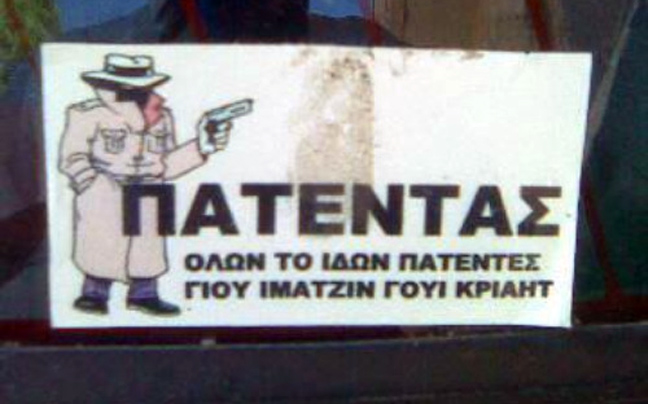 ΠΑΤΕΝΤΑΣ
ΟΛΩΝ ΤΟ ΙΔΩΝ ΠΑΤΕΝΤΕΣ
ΓΙΟΥ ΙΜΑΤΖΙΝ ΓΟΥΙ ΚΡΙΑΗΤ